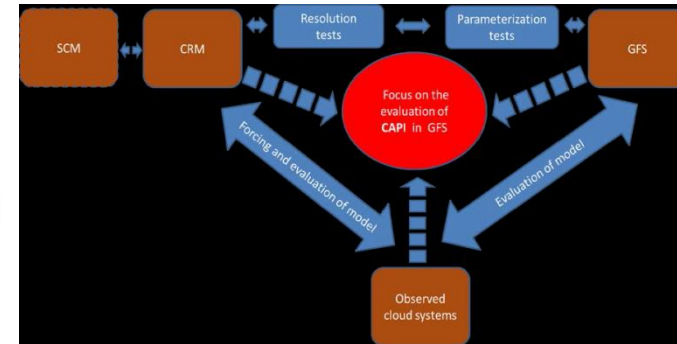 Resolution
tests
Parameterization
tests
SCM
CRM
GFS
Focus on the
evaluation of
CAPI in GFS
Forcing and evaluation of model
Evaluation of model
Observed
cloud systems